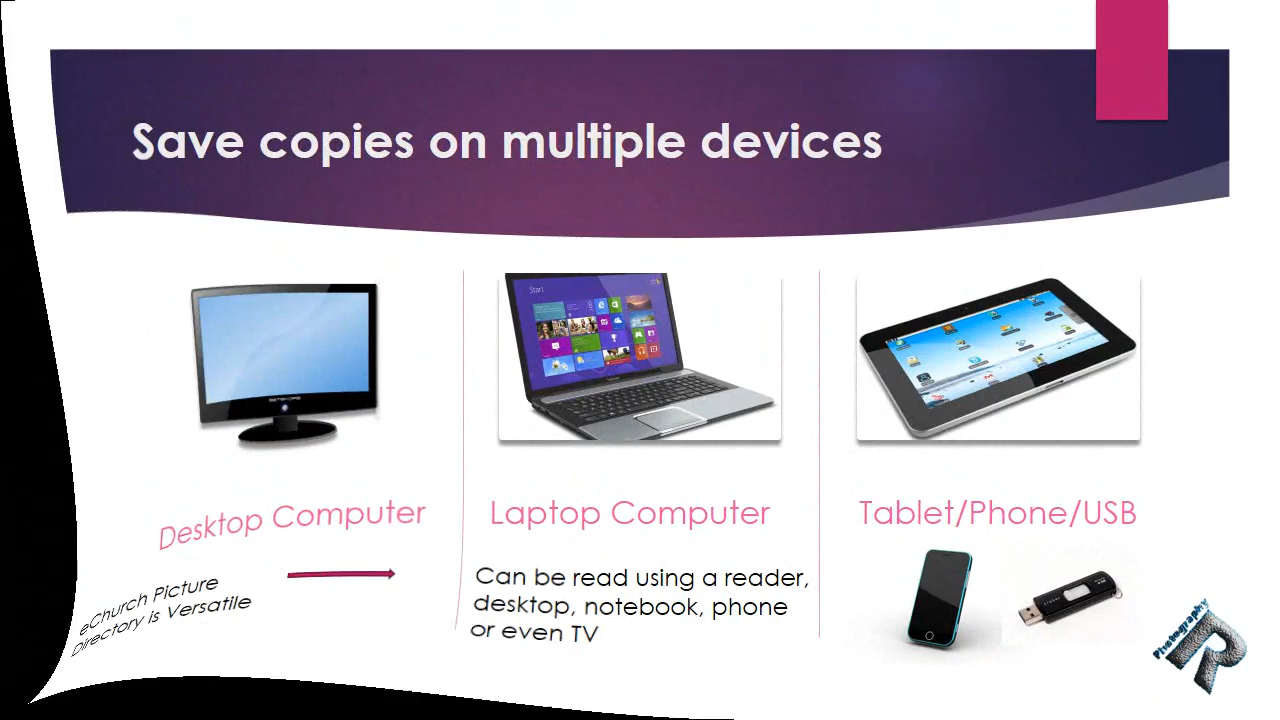 Save copies on multiple devices
Start
Desktop Computer
eChurch Picture
Directory is Versatile
Laptop Computer
Can be read using a reader,
desktop, notebook, phone
or even TV
Tablet/Phone/USB
Photography
R